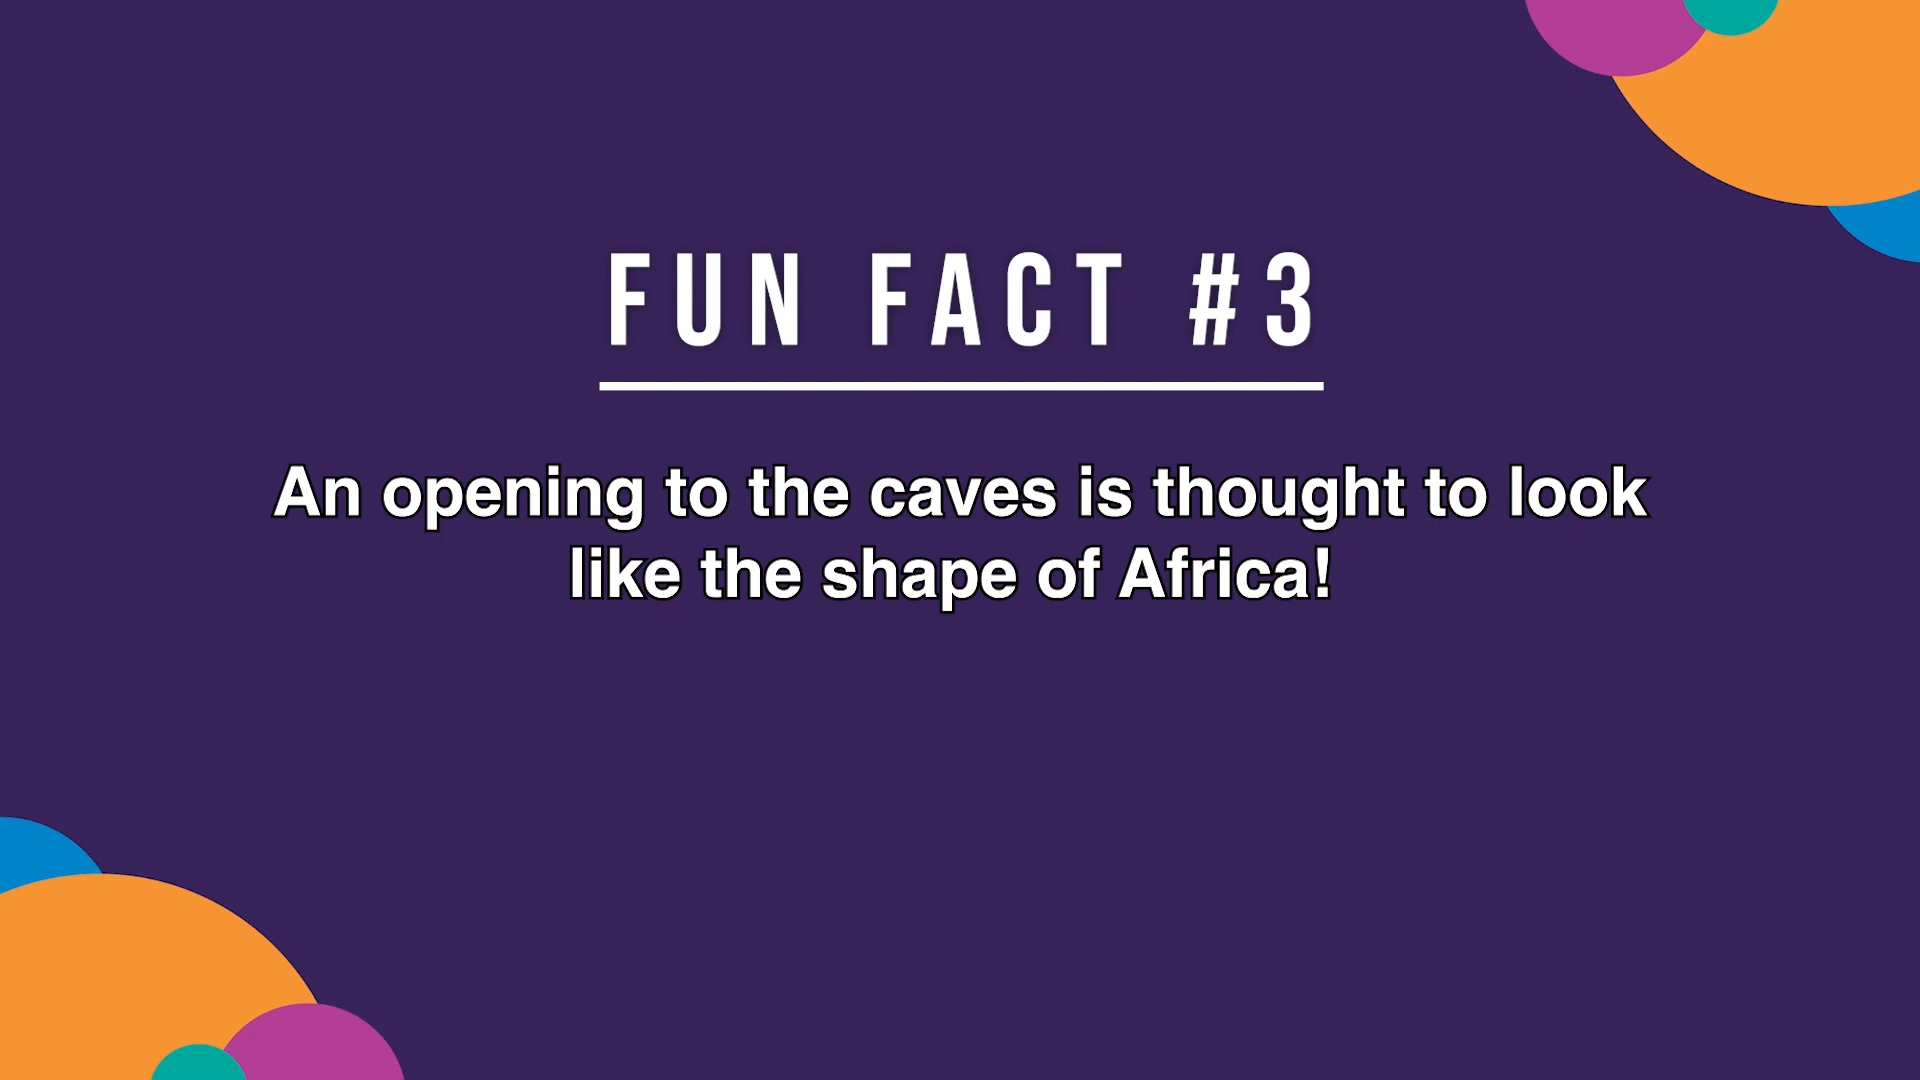 FUN FACT #3
An opening to the caves is thought to look
like the shape of Africa!